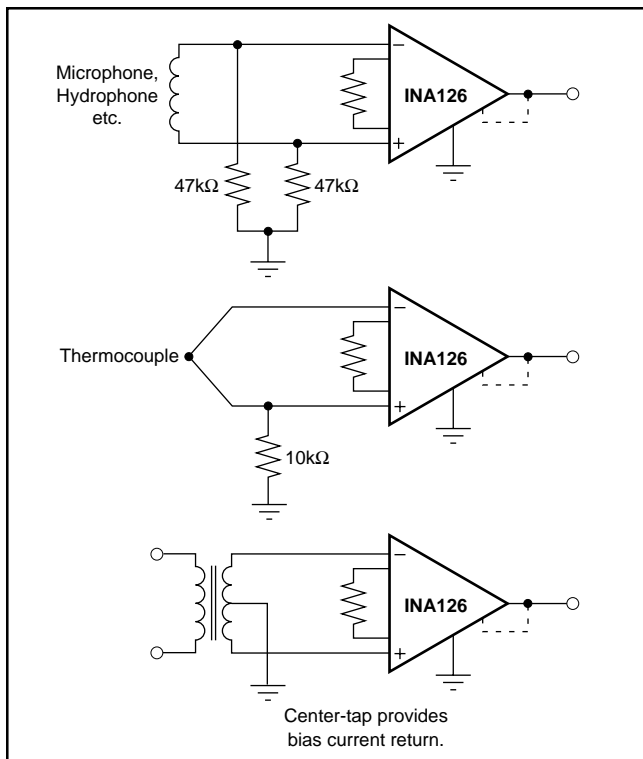 Microphone,
Hydrophone
etc.
−
INA126
+
47kΩ
47kΩ
Thermocouple
−
INA126
+
10kΩ
−
INA126
+
Center-tap provides
bias current return.